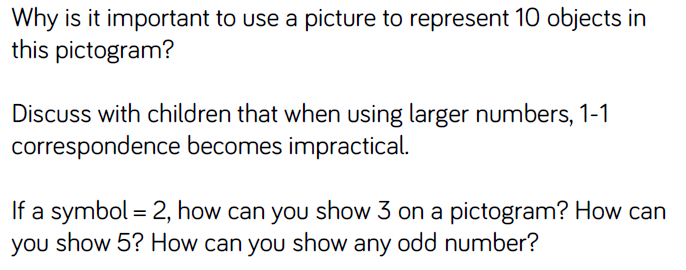 Why is it important to use a picture to represent 10 objects in
this pictogram?
Discuss with children that when using larger numbers, 1-1
correspondence becomes impractical.
If a symbol = 2, how can you show 3 on a pictogram? How can
you show 5? How can you show any odd number?